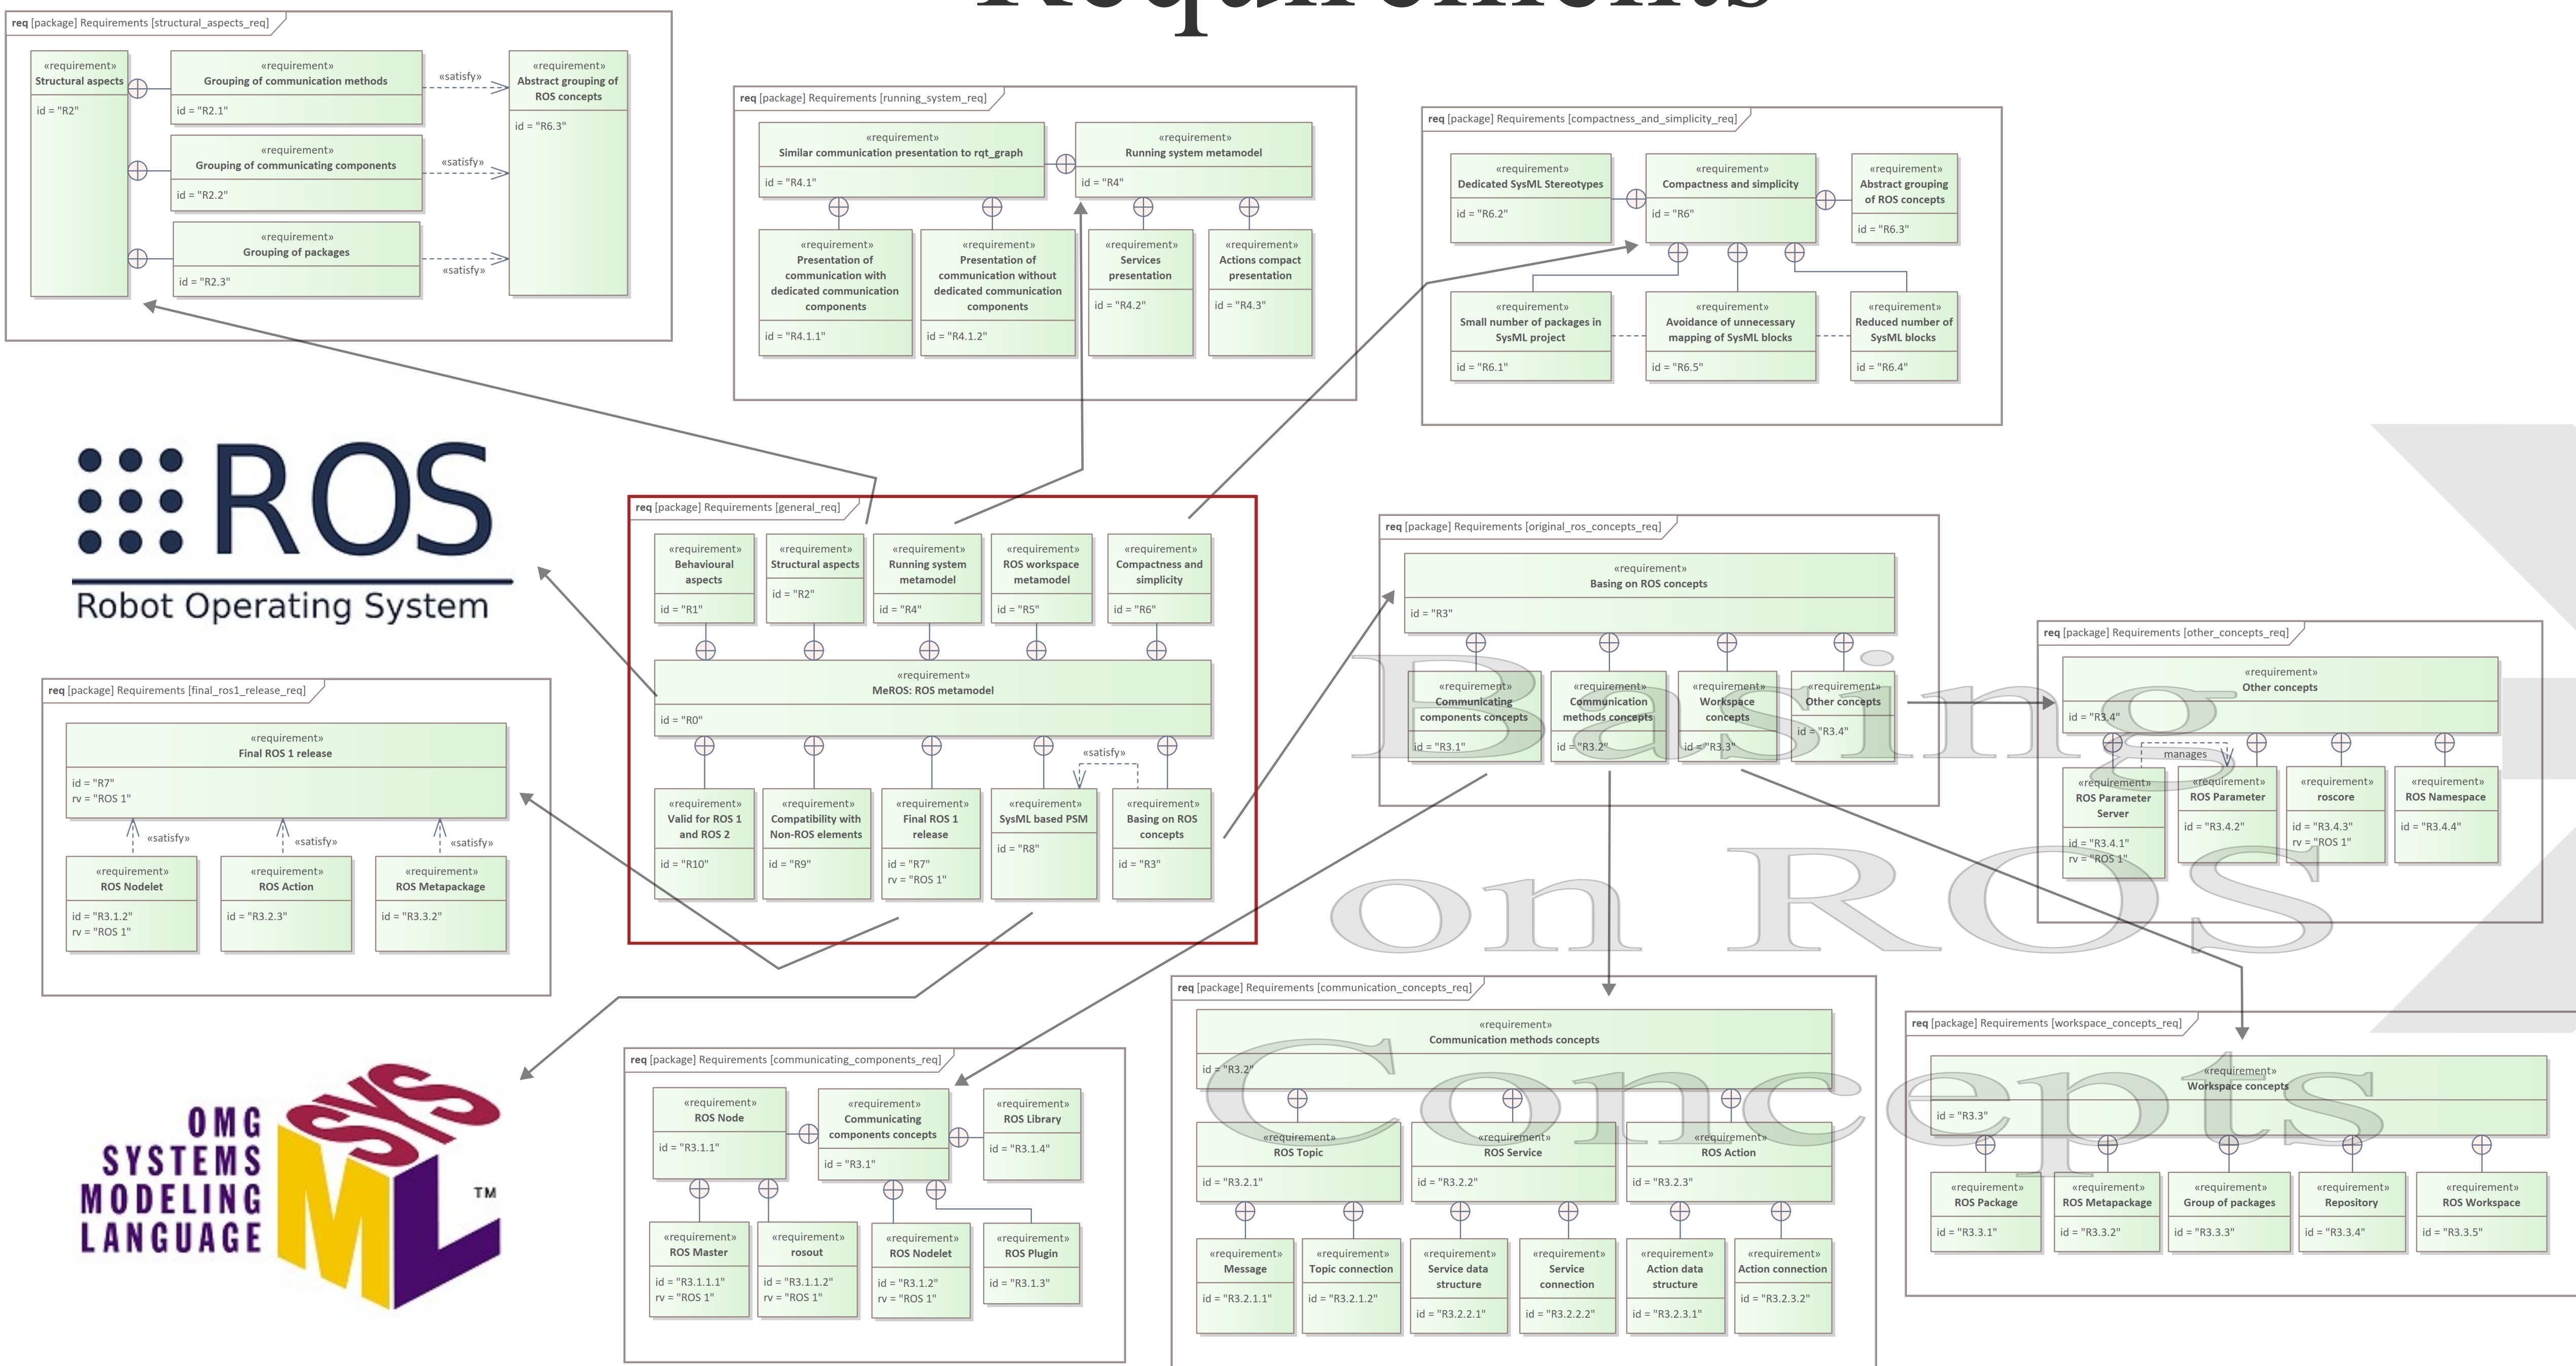 Requirements
req [package] Requirements [structural_aspects_req]
«requirement»
Structural aspects
id = "R2"
«requirement»
Grouping of communication methods
id = "R2.1"
«satisfy»
«requirement»
Abstract grouping of
ROS concepts
id = "R6.3"
«requirement»
Grouping of communicating components
id = "R2.2"
«satisfy»
«requirement»
Grouping of packages
id = "R2.3"
«satisfy»
req [package] Requirements [running_system_req]
«requirement»
Similar communication presentation to rqt_graph
id = "R4.1"
«requirement»
Running system metamodel
id = "R4"
«requirement»
Presentation of
communication with
dedicated communication
components
id = "R4.1.1"
«requirement»
Presentation of
communication without
dedicated communication
components
id = "R4.1.2"
«requirement»
Services
presentation
id = "R4.2"
«requirement»
Actions compact
presentation
id = "R4.3"
req [package] Requirements [compactness_and_simplicity_req]
«requirement»
Dedicated SysML Stereotypes
id = "R6.2"
«requirement»
Compactness and simplicity
id = "R6"
«requirement»
Abstract grouping
of ROS concepts
id = "R6.3"
«requirement»
Small number of packages in
SysML project
id = "R6.1"
«requirement»
Avoidance of unnecessary
mapping of SysML blocks
id = "R6.5"
«requirement»
Reduced number of
SysML blocks
id = "R6.4"
ROS
Robot Operating System
req [package] Requirements [general_req]
«requirement»
Behavioural
aspects
id = "R1"
«requirement»
Structural aspects
id = "R2"
«requirement»
Running system
metamodel
id = "R4"
«requirement»
ROS workspace
metamodel
id = "R5"
«requirement»
Compactness and
simplicity
id = "R6"
«requirement»
MeROS: ROS metamodel
id = "R0"
«satisfy»
«requirement»
Valid for ROS 1
and ROS 2
id = "R10"
«requirement»
Compatibility with
Non-ROS elements
id = "R9"
«requirement»
Final ROS 1
release
id = "R7"
rv = "ROS 1"
«requirement»
SysML based PSM
id = "R8"
«requirement»
Basing on ROS
concepts
id = "R3"
req [package] Requirements [original_ros_concepts_req]
«requirement»
Basing on ROS concepts
id = "R3"
«requirement»
Communicating
components concepts
id = "R3.1"
«requirement»
Communication
methods concepts
id = "R3.2"
«requirement»
Workspace
concepts
id = "R3.3"
«requirement»
Other concepts
id = "R3.4"
req [package] Requirements [other_concepts_req]
«requirement»
Other concepts
id = "R3.4"
manages
«requirement»
ROS Parameter
Server
id = "R3.4.1"
rv = "ROS 1"
«requirement»
ROS Parameter
id = "R3.4.2"
«requirement»
roscore
id = "R3.4.3"
rv = "ROS 1"
«requirement»
ROS Namespace
id = "R3.4.4"
Basing
on ROS
Concepts
req [package] Requirements [final_ros1_release_req]
«requirement»
Final ROS 1 release
id = "R7"
rv = "ROS 1"
«satisfy»
«satisfy»
«satisfy»
«requirement»
ROS Nodelet
id = "R3.1.2"
rv = "ROS 1"
«requirement»
ROS Action
id = "R3.2.3"
«requirement»
ROS Metapackage
id = "R3.3.2"
OMG
SYSTEMS
MODELING
LANGUAGE
SYS
ML
TM
req [package] Requirements [communicating_components_req]
«requirement»
ROS Node
id = "R3.1.1"
«requirement»
Communicating
components concepts
id = "R3.1"
«requirement»
ROS Library
id = "R3.1.4"
«requirement»
ROS Master
id = "R3.1.1.1"
rv = "ROS 1"
«requirement»
rosout
id = "R3.1.1.2"
rv = "ROS 1"
«requirement»
ROS Nodelet
id = "R3.1.2"
rv = "ROS 1"
«requirement»
ROS Plugin
id = "R3.1.3"
req [package] Requirements [communication_concepts_req]
«requirement»
Communication methods concepts
id = "R3.2"
«requirement»
ROS Topic
id = "R3.2.1"
«requirement»
ROS Service
id = "R3.2.2"
«requirement»
ROS Action
id = "R3.2.3"
«requirement»
Message
id = "R3.2.1.1"
«requirement»
Topic connection
id = "R3.2.1.2"
«requirement»
Service data
structure
id = "R3.2.2.1"
«requirement»
Service
connection
id = "R3.2.2.2"
«requirement»
Action data
structure
id = "R3.2.3.1"
«requirement»
Action connection
id = "R3.2.3.2"
req [package] Requirements [workspace_concepts_req]
«requirement»
Workspace concepts
id = "R3.3"
«requirement»
ROS Package
id = "R3.3.1"
«requirement»
ROS Metapackage
id = "R3.3.2"
«requirement»
Group of packages
id = "R3.3.3"
«requirement»
Repository
id = "R3.3.4"
«requirement»
ROS Workspace
id = "R3.3.5"